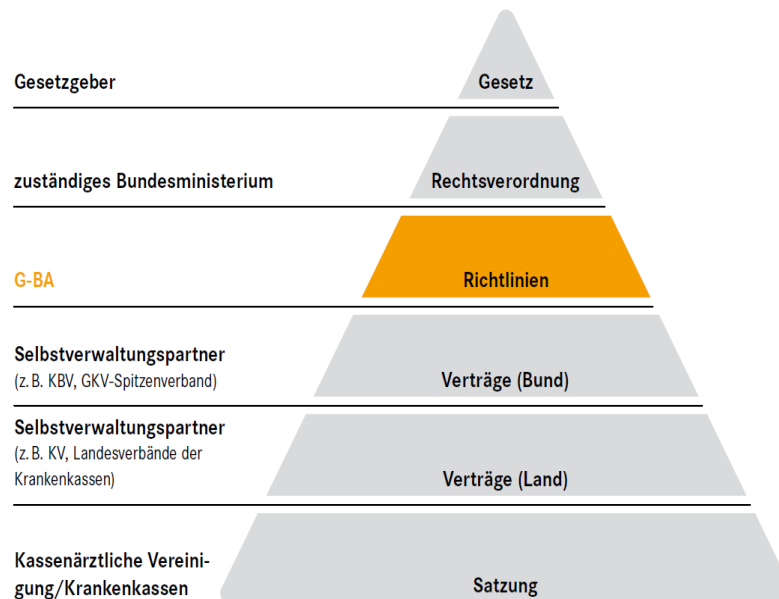 Gesetzgeber
Gesetz
zuständiges Bundesministerium
Rechtsverordnung
G-BA
Richtlinien
Selbstverwaltungspartner
(z. B. KBV, GKV-Spitzenverband)
Verträge (Bund)
Selbstverwaltungspartner
(z. B. KV, Landesverbände der
Krankenkassen)
Verträge (Land)
Kassenärztliche Vereini-
gung/Krankenkassen
Satzung